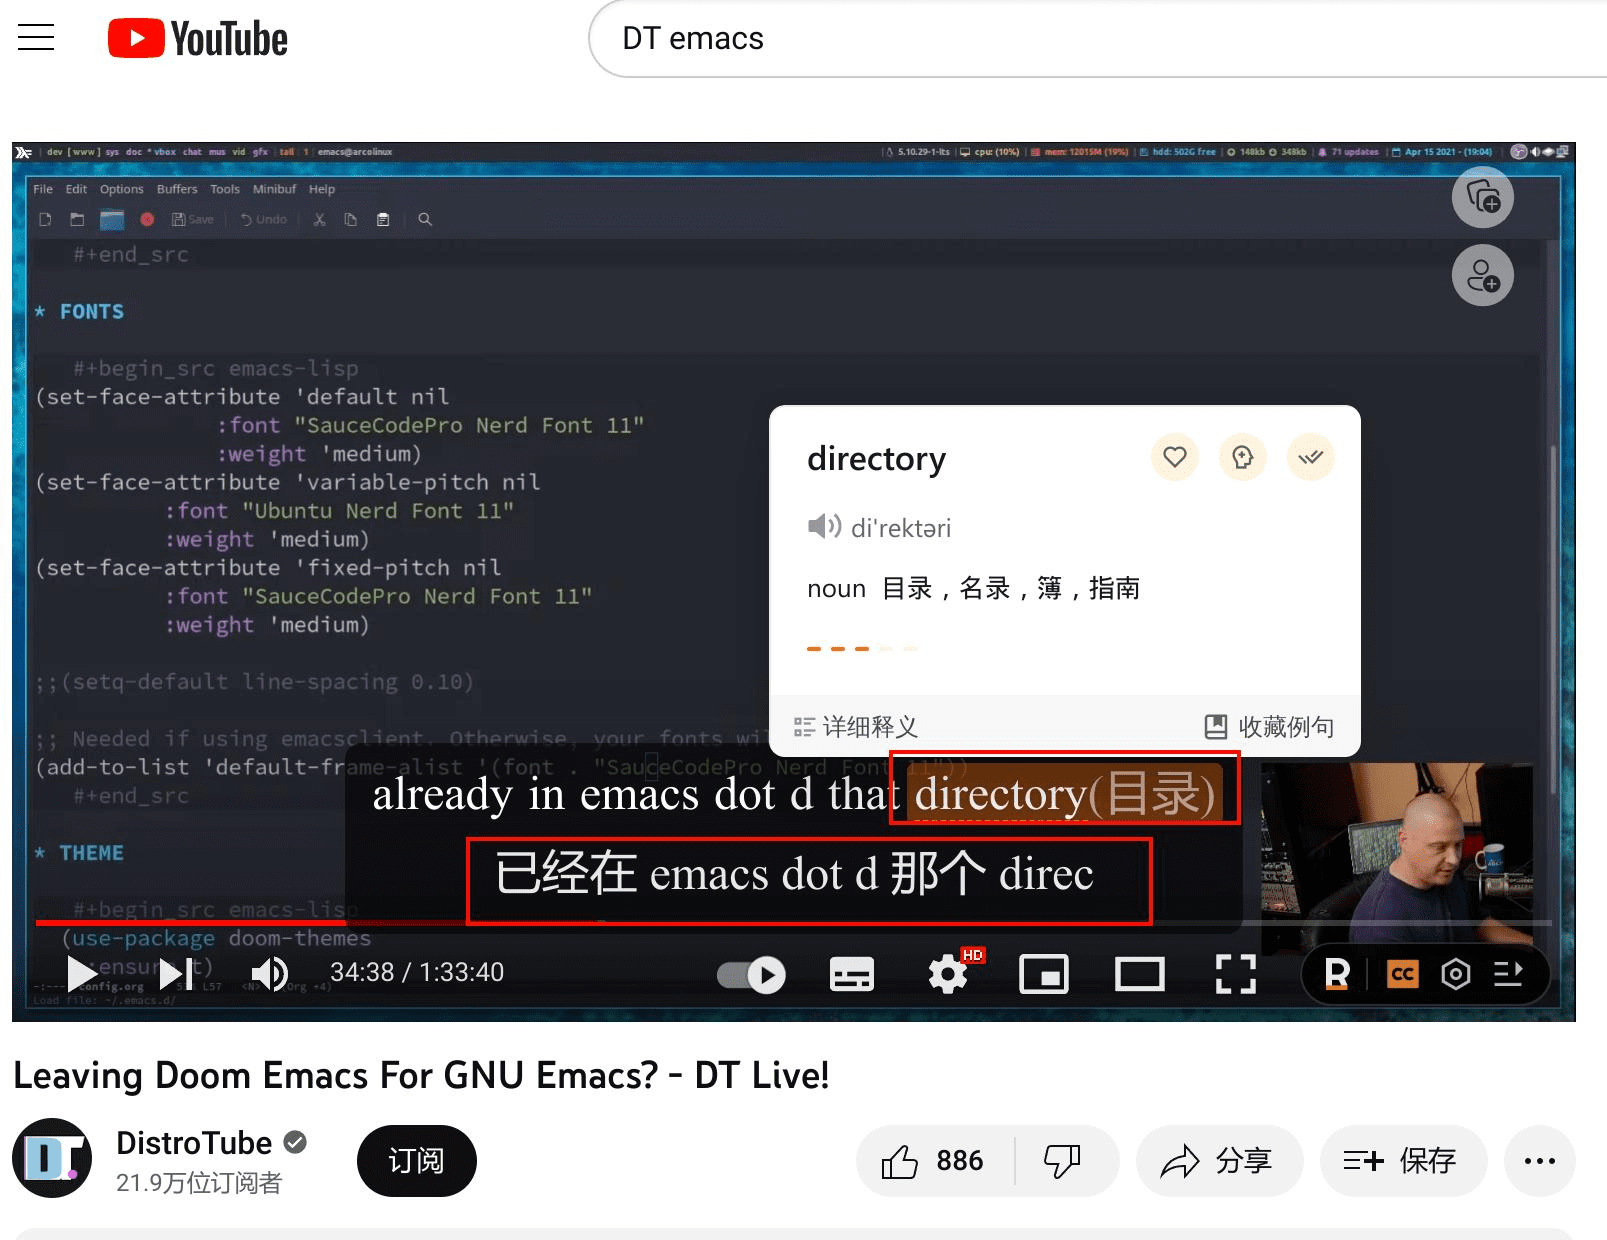 YouTube
DT emacs
dev [ www ] sys doc * vbox chat mus vid gfx | tall | 1 | emacs@arcolinux
5.10.29-1-lts | cpu: (10%) | mem: 12015M (19%) | hdd: 502G free | 148kb 348kb | 71 updates | Apr 15 2021 - (19:04)
File Edit Options Buffers Tools Minibuf Help
Save Undo
#+end_src
* FONTS
#+begin_src emacs-lisp
(set-face-attribute 'default nil
:font "SauceCodePro Nerd Font 11"
:weight 'medium)
(set-face-attribute 'variable-pitch nil
:font "Ubuntu Nerd Font 11"
:weight 'medium)
(set-face-attribute 'fixed-pitch nil
:font "SauceCodePro Nerd Font 11"
:weight 'medium)
;;(setq-default line-spacing 0.10)
;; Needed if using emacsclient. Otherwise, your fonts wil
(add-to-list 'default-frame-alist '(font . "SauceCodePro Nerd Font 11"))
#+end_src
* THEME
#+begin_src emacs-lisp
(use-package doom-themes
:ensure t)
config.org L57 <N> (Org +4)
Load file: ~/.emacs.d/
directory
di'rektəri
noun 目录，名录，簿，指南
详细释义
收藏例句
already in emacs dot d that directory(目录)
已经在 emacs dot d 那个 direc
34:38 / 1:33:40
HD
R
CC
Leaving Doom Emacs For GNU Emacs? - DT Live!
DT.
DistroTube
21.9万位订阅者
订阅
886
分享
保存